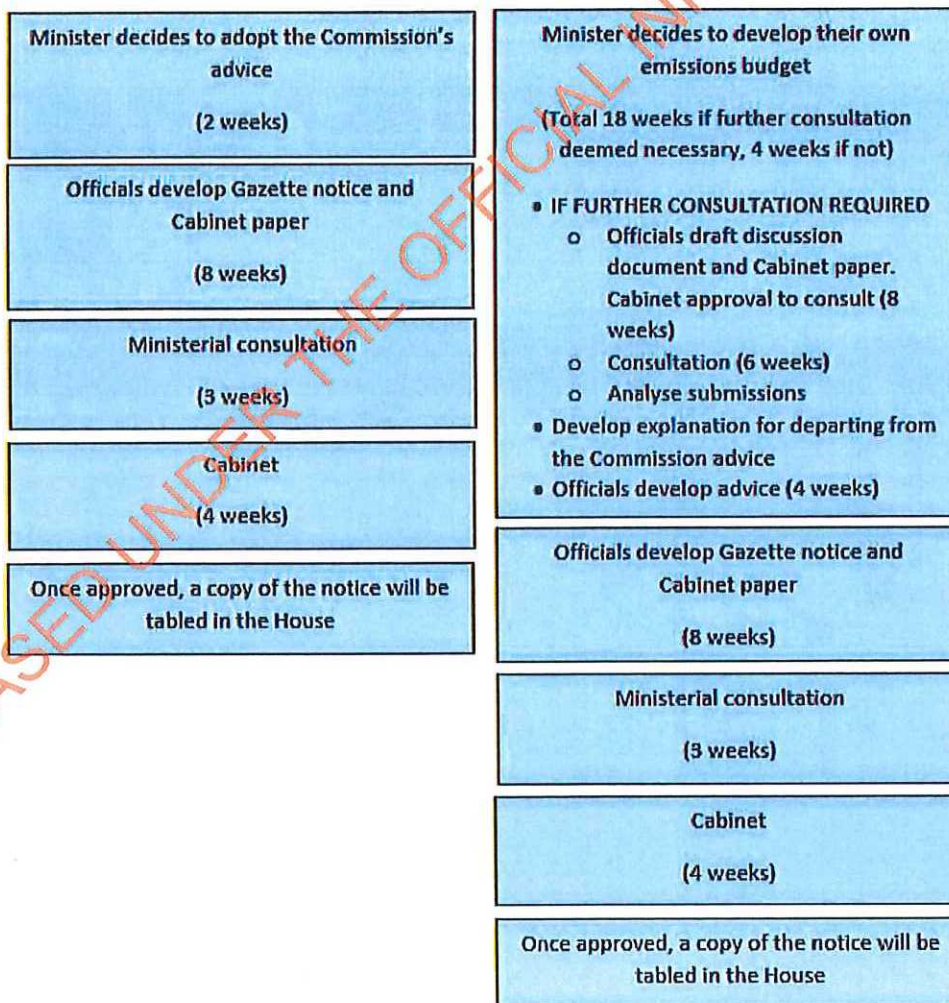 Minister decides to adopt the Commission's
advice
(2 weeks)
Officials develop Gazette notice and
Cabinet paper
(8 weeks)
Ministerial consultation
(3 weeks)
Cabinet
(4 weeks)
Once approved, a copy of the notice will be
tabled in the House
Minister decides to develop their own
emissions budget
(Total 18 weeks if further consultation
deemed necessary, 4 weeks if not)
• IF FURTHER CONSULTATION REQUIRED
o Officials draft discussion
document and Cabinet paper.
Cabinet approval to consult (8
weeks)
o Consultation (6 weeks)
o Analyse submissions
• Develop explanation for departing from
the Commission advice
• Officials develop advice (4 weeks)
Officials develop Gazette notice and
Cabinet paper
(8 weeks)
Ministerial consultation
(3 weeks)
Cabinet
(4 weeks)
Once approved, a copy of the notice will be
tabled in the House
UNDER THE OFFICIAL